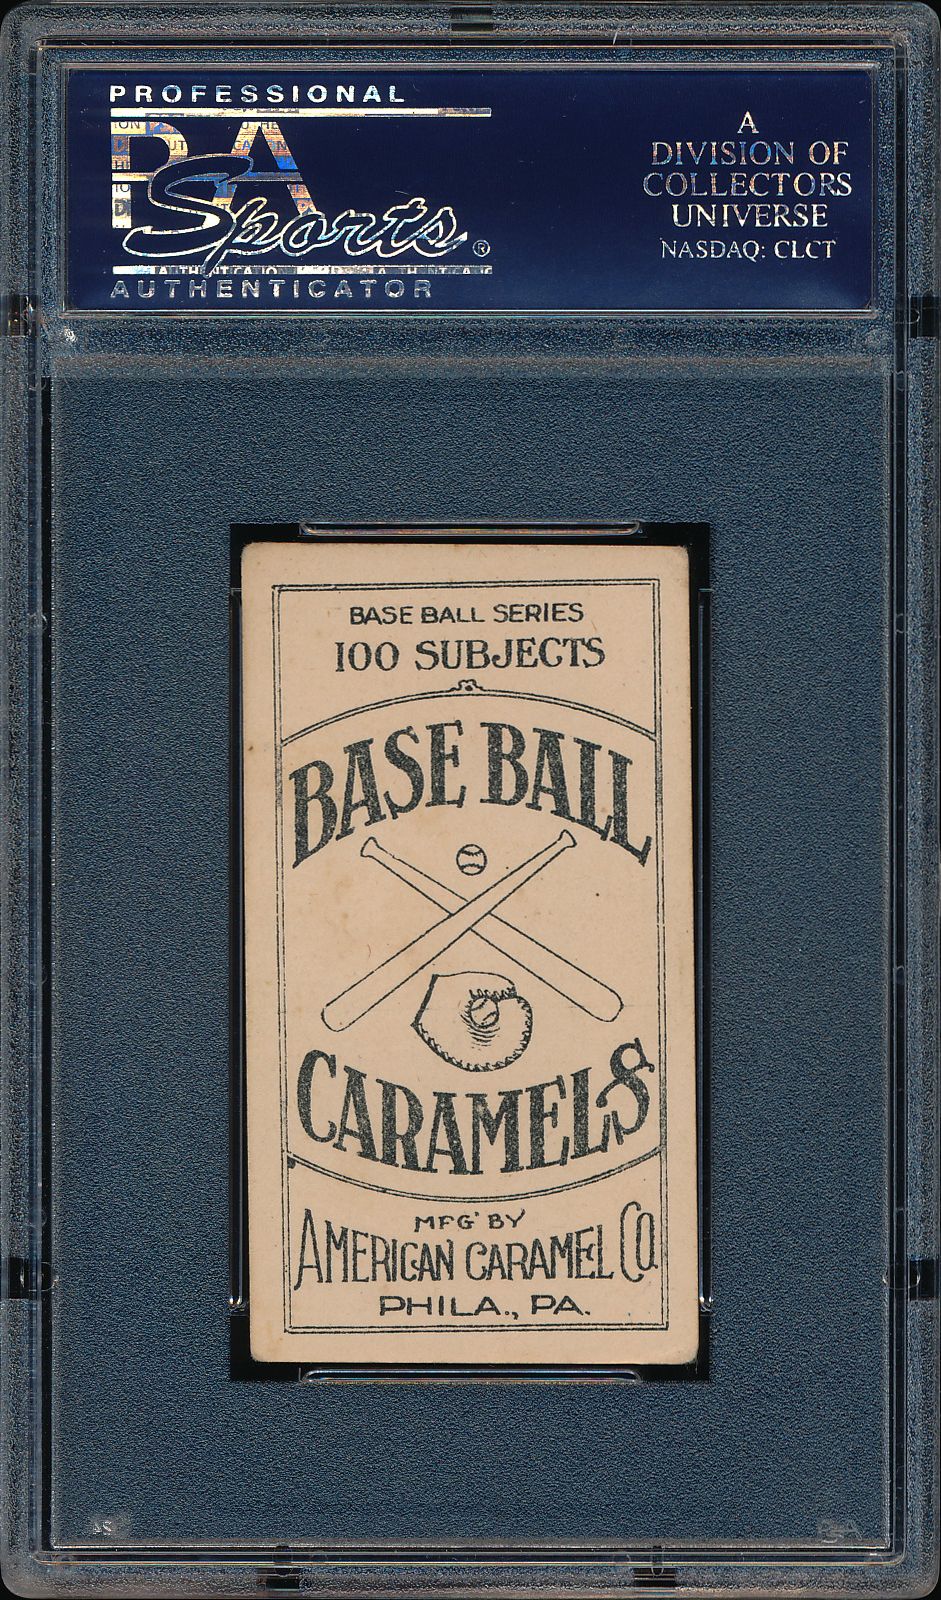 PROFESSIONAL
PSA
Sports®
AUTHENTICATOR
A
DIVISION OF
COLLECTORS
UNIVERSE
NASDAQ: CLCT
BASE BALL SERIES
100 SUBJECTS
BASE BALL
CARAMELS
MFG' BY
AMERICAN CARAMEL CO.
PHILA., PA.